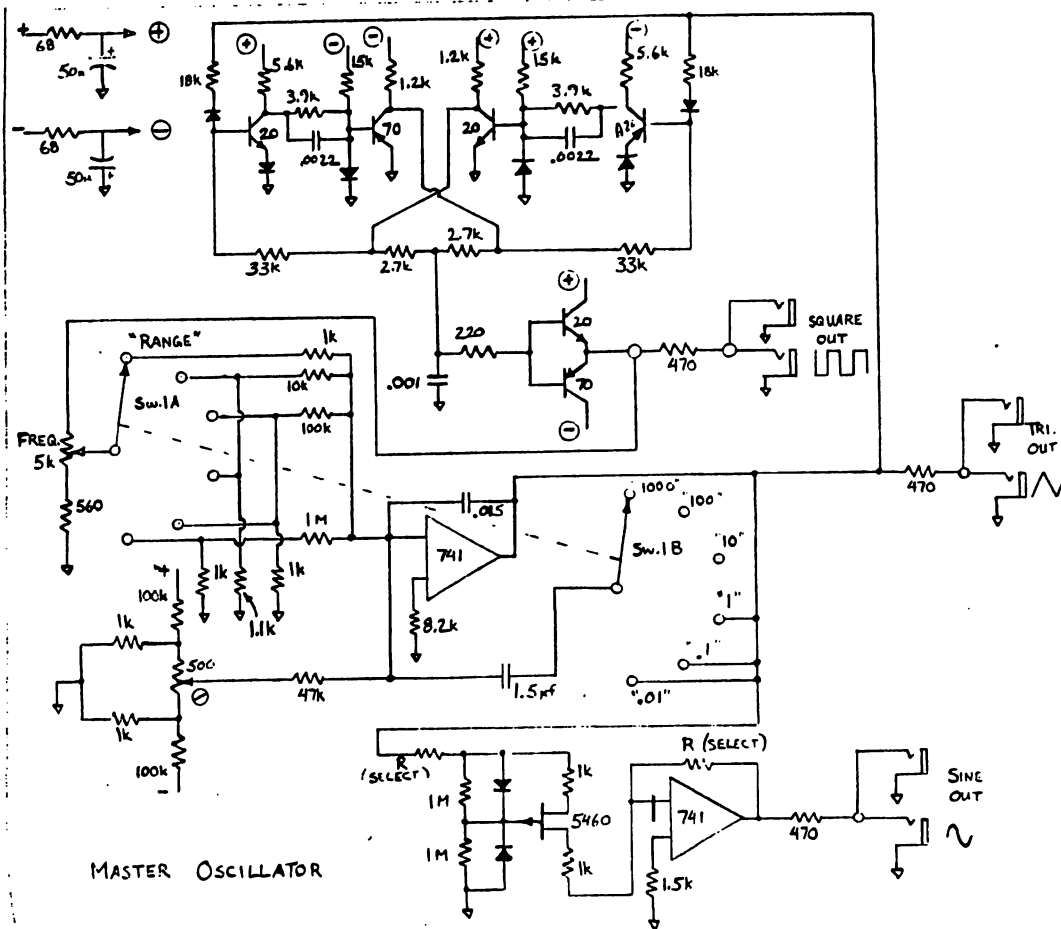 +
68
50µ
+
⊕
-
68
50µ
+
⊖
18k
⊕
5.6k
⊖
15k
⊖
1.2k
3.9k
20
70
.0022
1.2k
⊕
⊕
15k
3.9k
20
.0022
⊖
5.6k
18k
33k
2.7k
2.7k
33k
⊕
220
20
.001
70
⊖
470
SQUARE
OUT
"RANGE"
1k
SW.1A
10k
100k
FREQ.
5k
560
1M
.015
741
8.2k
1k
1.1k
1k
+
100k
1k
1k
100k
-
47k
1.5µf
SW.1B
"1000"
"100"
"10"
"1"
".1"
".01"
470
TRI.
OUT
R
(SELECT)
1M
1M
1k
5460
1k
R (SELECT)
741
1.5k
470
SINE
OUT
MASTER OSCILLATOR